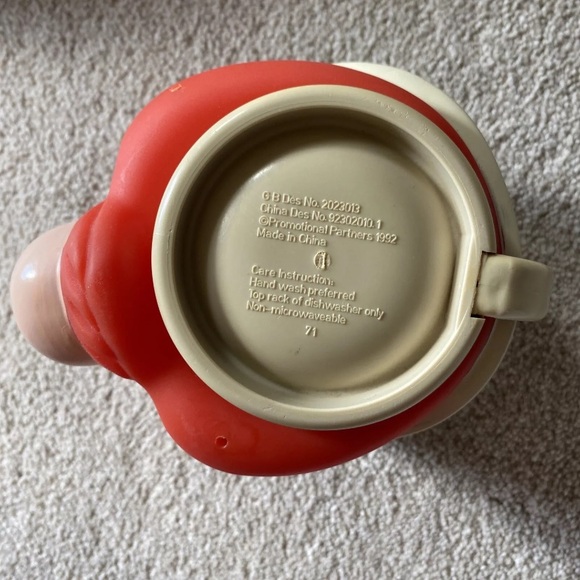 G B Des No. 2023013
China Des No. 92302010.1
©Promotional Partners 1992
Made in China
Care Instruction:
Hand wash preferred
Top rack of dishwasher only
Non-microwaveable
71